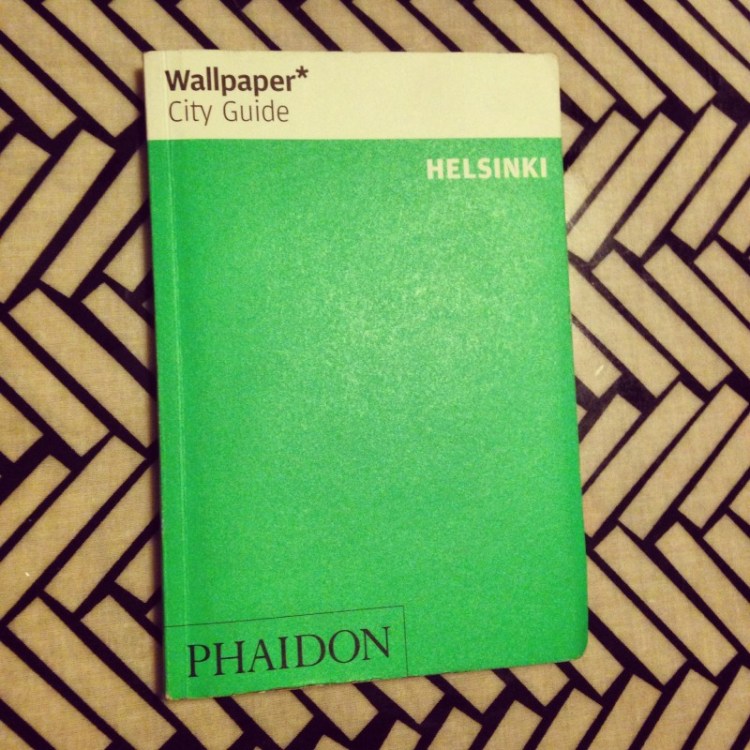 Wallpaper*
City Guide
HELSINKI
PHAIDON